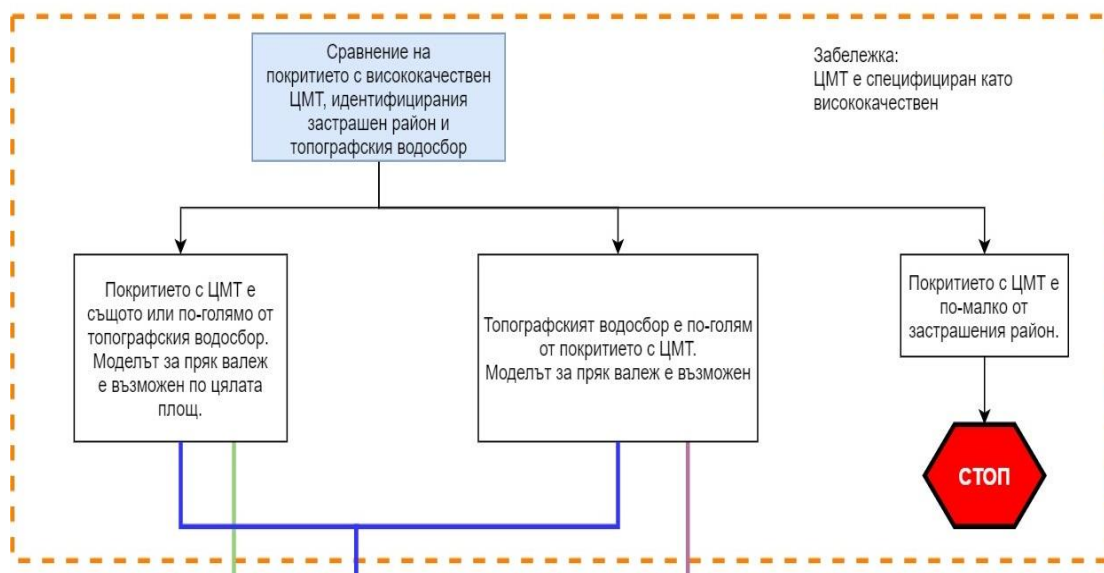 Сравнение на
покритието с висококачествен
ЦМТ, идентифицирания
застрашен район и
топографския водосбор
Забележка:
ЦМТ е специфициран като
висококачествен
Покритието с ЦМТ е
същото или по-голямо от
топографския водосбор.
Моделът за пряк валеж
е възможен по цялата
площ.
Топографският водосбор е по-голям
от покритието с ЦМТ.
Моделът за пряк валеж е възможен
Покритието с ЦМТ е
по-малко от
застрашения район.
СТОП